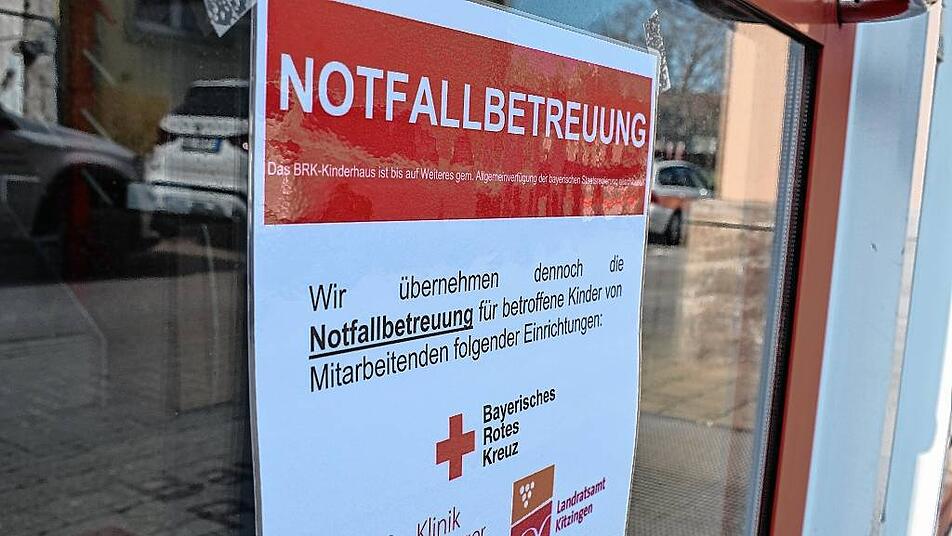 NOTFALLBETREUUNG
Das BRK-Kinderhaus ist bis auf Weiteres gem. Allgemeinverfügung der bayerischen Staatsregierung
Wir übernehmen dennoch die
Notfallbetreuung für betroffene Kinder von
Mitarbeitenden folgender Einrichtungen:
Bayerisches
Rotes
Kreuz
Landratsamt
Kitzingen
Klinik